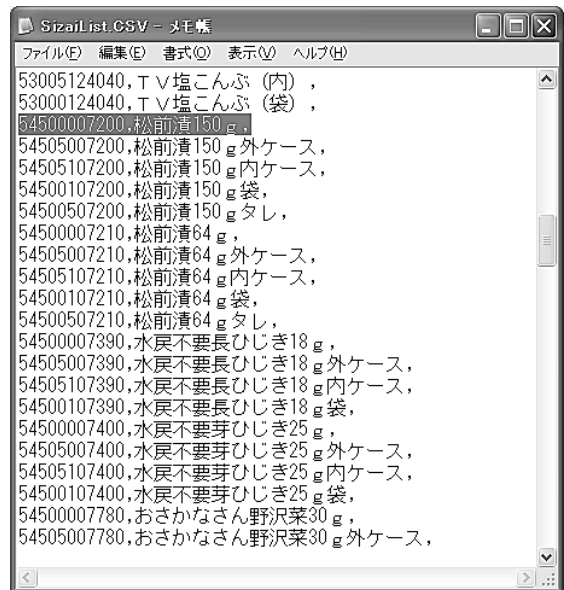 SizaiList.CSV - メモ帳
ファイル(F) 編集(E) 書式(O) 表示(V) ヘルプ(H)
53005124040,ＴＶ塩こんぶ（内）,
53000124040,ＴＶ塩こんぶ（袋）,
54500007200,松前漬150ｇ,
54505007200,松前漬150ｇ外ケース,
54505107200,松前漬150ｇ内ケース,
54500107200,松前漬150ｇ袋,
54500507200,松前漬150ｇタレ,
54500007210,松前漬64ｇ,
54505007210,松前漬64ｇ外ケース,
54505107210,松前漬64ｇ内ケース,
54500107210,松前漬64ｇ袋,
54500507210,松前漬64ｇタレ,
54500007390,水戻不要長ひじき18ｇ,
54505007390,水戻不要長ひじき18ｇ外ケース,
54505107390,水戻不要長ひじき18ｇ内ケース,
54500107390,水戻不要長ひじき18ｇ袋,
54500007400,水戻不要芽ひじき25ｇ,
54505007400,水戻不要芽ひじき25ｇ外ケース,
54505107400,水戻不要芽ひじき25ｇ内ケース,
54500107400,水戻不要芽ひじき25ｇ袋,
54500007780,おさかなさん野沢菜30ｇ,
54505007780,おさかなさん野沢菜30ｇ外ケース,